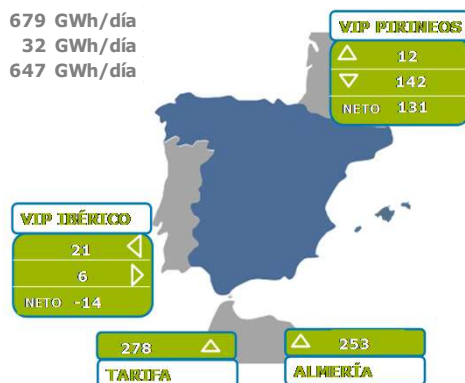 679 GWh/día
32 GWh/día
647 GWh/día
VIP PIRINEOS
12
142
NETO 131
VIP IBÉRICO
21
6
NETO -14
278
TARIFA
253
ALMERÍA